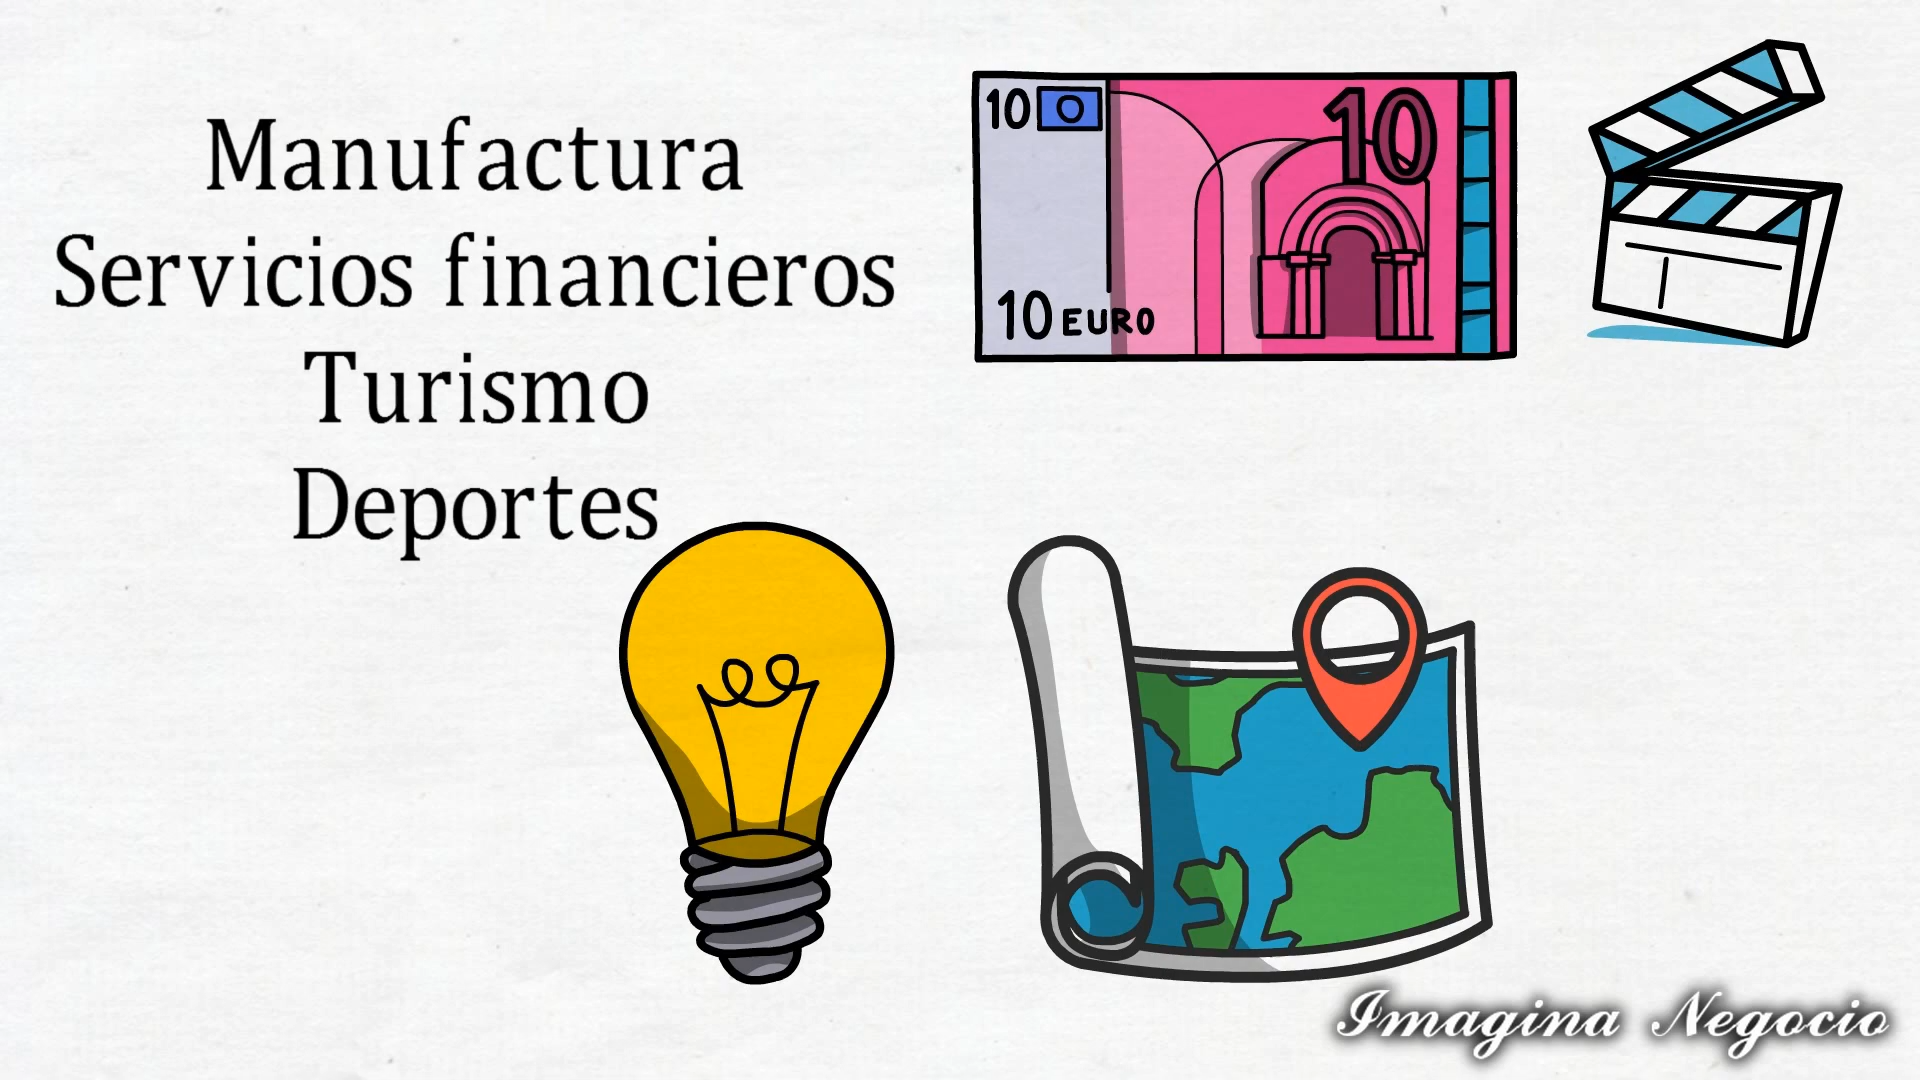 Manufactura
Servicios financieros
Turismo
Deportes
10
10
10 EURO
Imagina Negocio